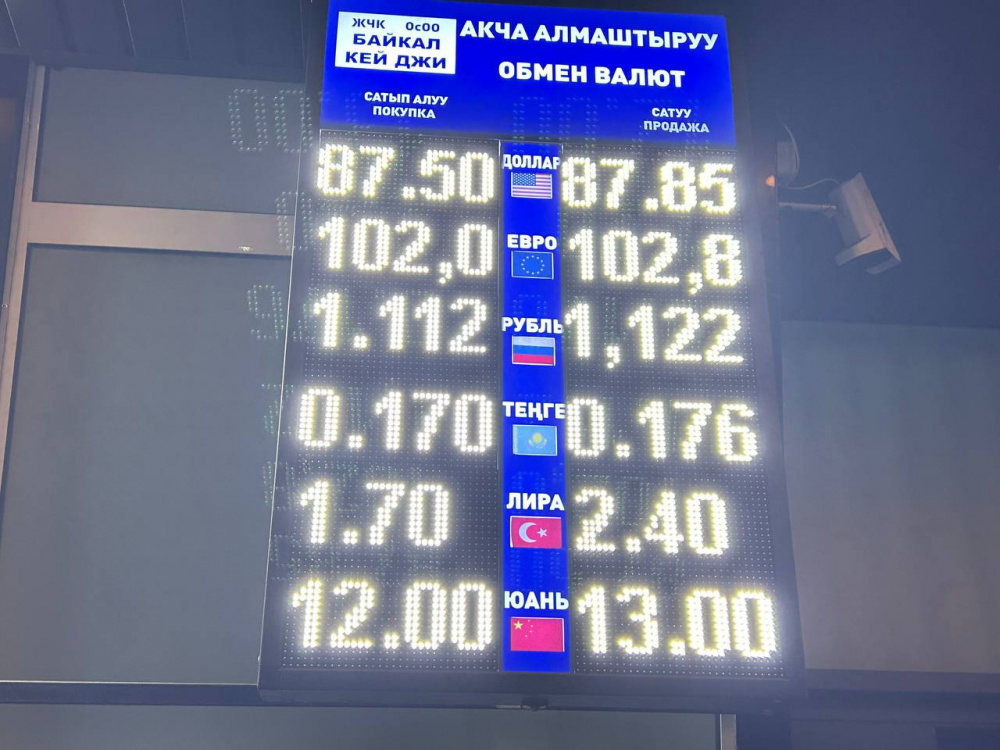 ЖЧК ОсОО
БАЙКАЛ
КЕЙ ДЖИ
АКЧА АЛМАШТЫРУУ
ОБМЕН ВАЛЮТ
САТЫП АЛУУ
ПОКУПКА
САТУУ
ПРОДАЖА
87.50 ДОЛЛАР 87.85
102,0 ЕВРО 102,8
1.112 РУБЛЬ 1,122
0.170 ТЕҢГЕ 0.176
1.70 ЛИРА 2.40
12.00 ЮАНЬ 13.00